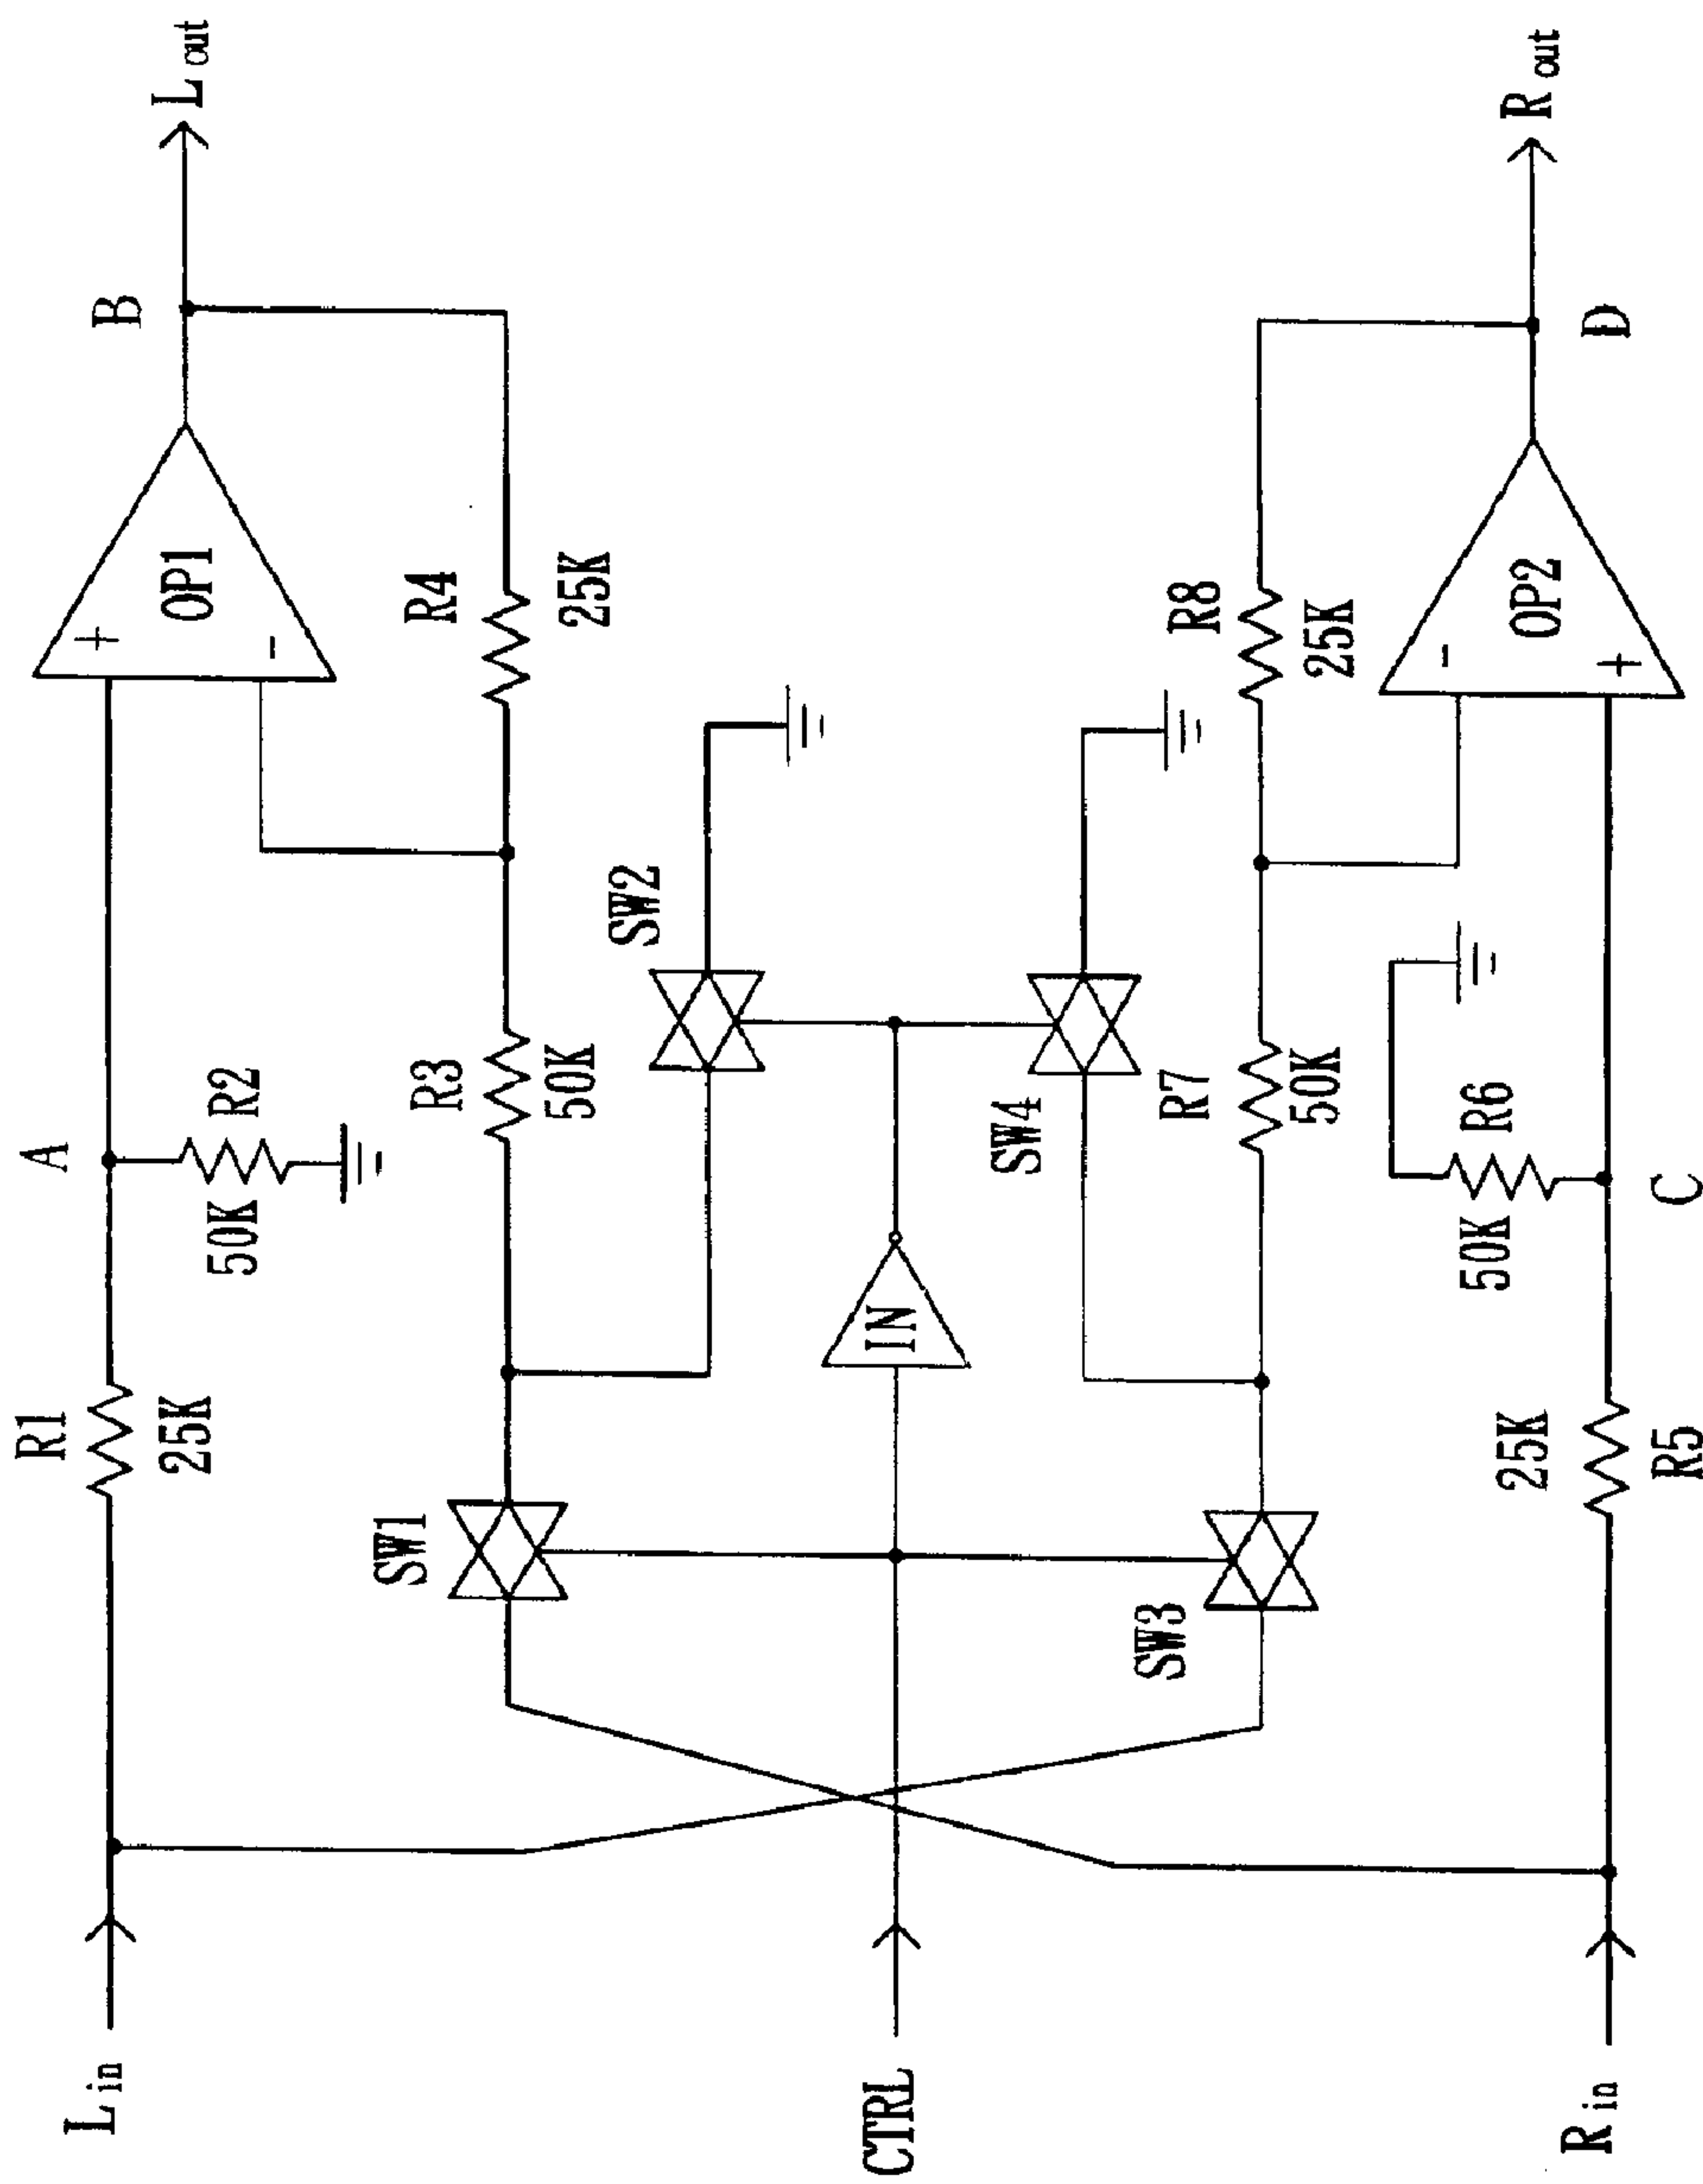 L in
CTRL
R in
R1
25K
A
50K
R2
SW1
R3
50K
SW2
OP1
+
-
R4
25K
B
L out
IN
SW3
SW4
R7
50K
R8
25K
25K
R5
50K
R6
C
OP2
-
+
D
R out